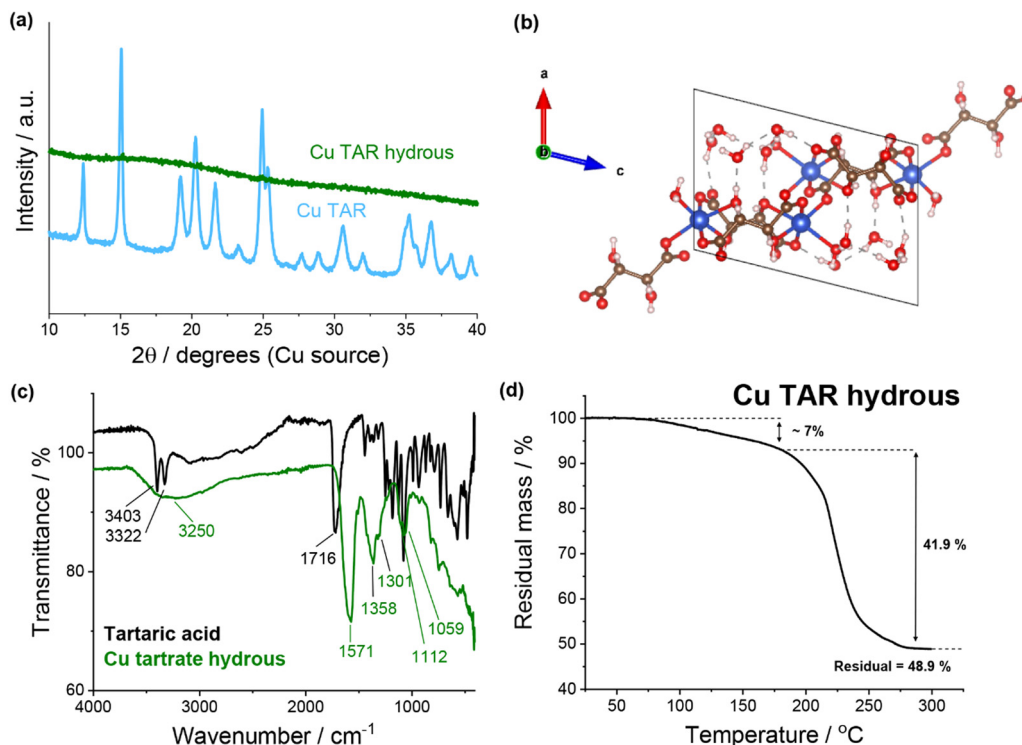 (a)
Intensity / a.u.
Cu TAR hydrous
Cu TAR
10 15 20 25 30 35 40
2θ / degrees (Cu source)
(b)
a
b
c
(c)
Transmittance / %
100
80
60
3403
3322
3250
1716
1571
1358
1301
1112
1059
Tartaric acid
Cu tartrate hydrous
4000 3000 2000 1000
Wavenumber / cm⁻¹
(d)
Cu TAR hydrous
Residual mass / %
100
90
80
70
60
50
40
~ 7%
41.9 %
Residual = 48.9 %
50 100 150 200 250 300
Temperature / ᵒC